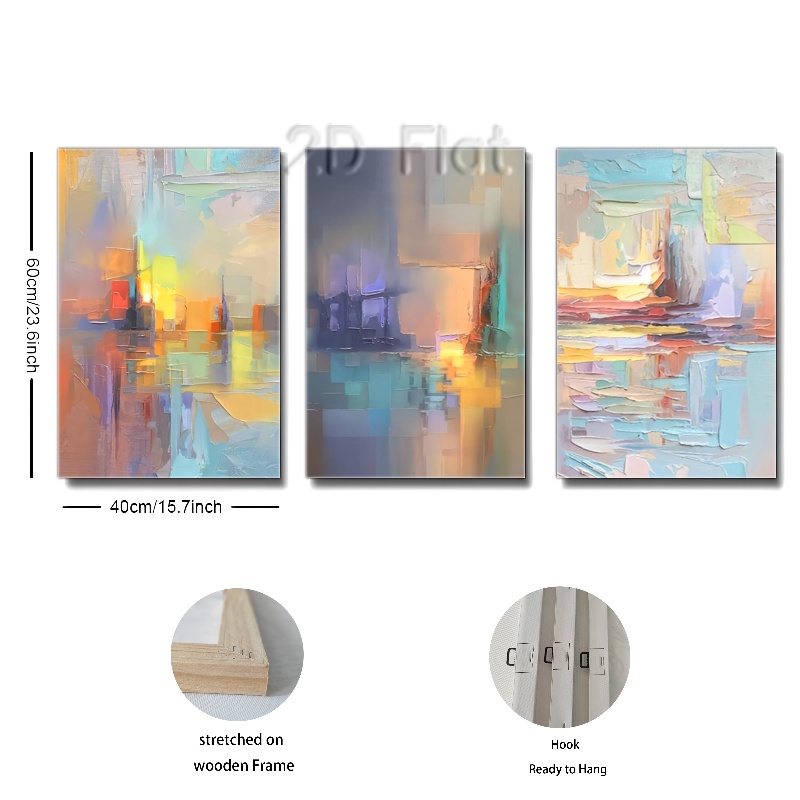 2D Flat
60cm/23.6inch
40cm/15.7inch
stretched on
wooden Frame
Hook
Ready to Hang